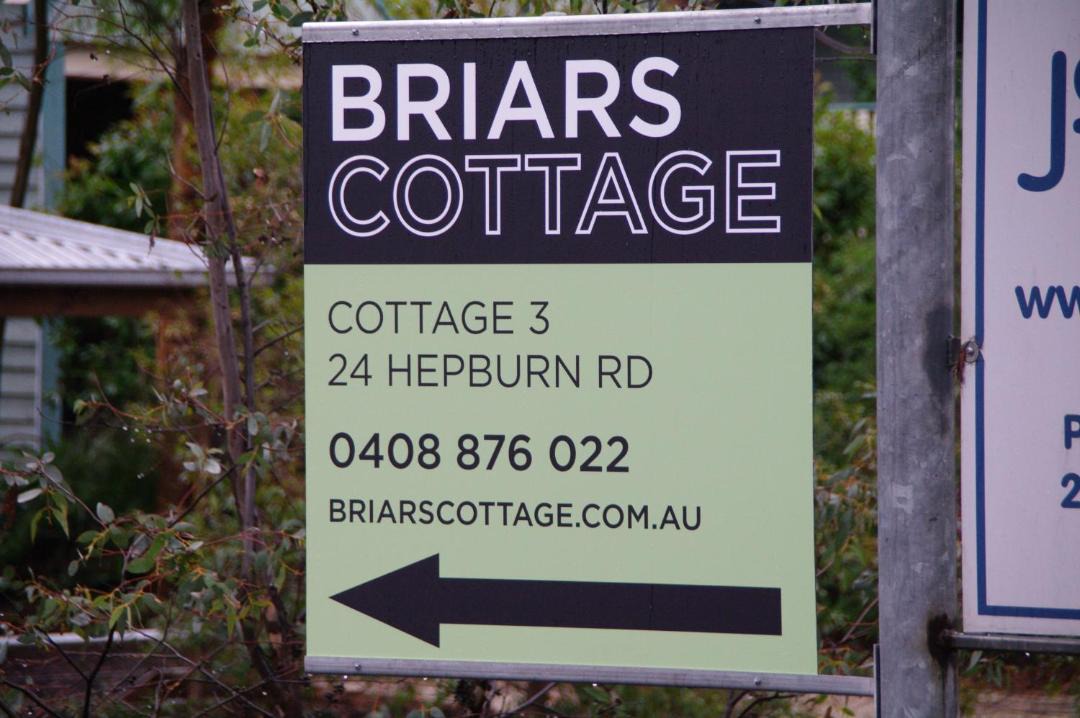 BRIARS
COTTAGE
COTTAGE 3
24 HEPBURN RD
0408 876 022
BRIARSCOTTAGE.COM.AU